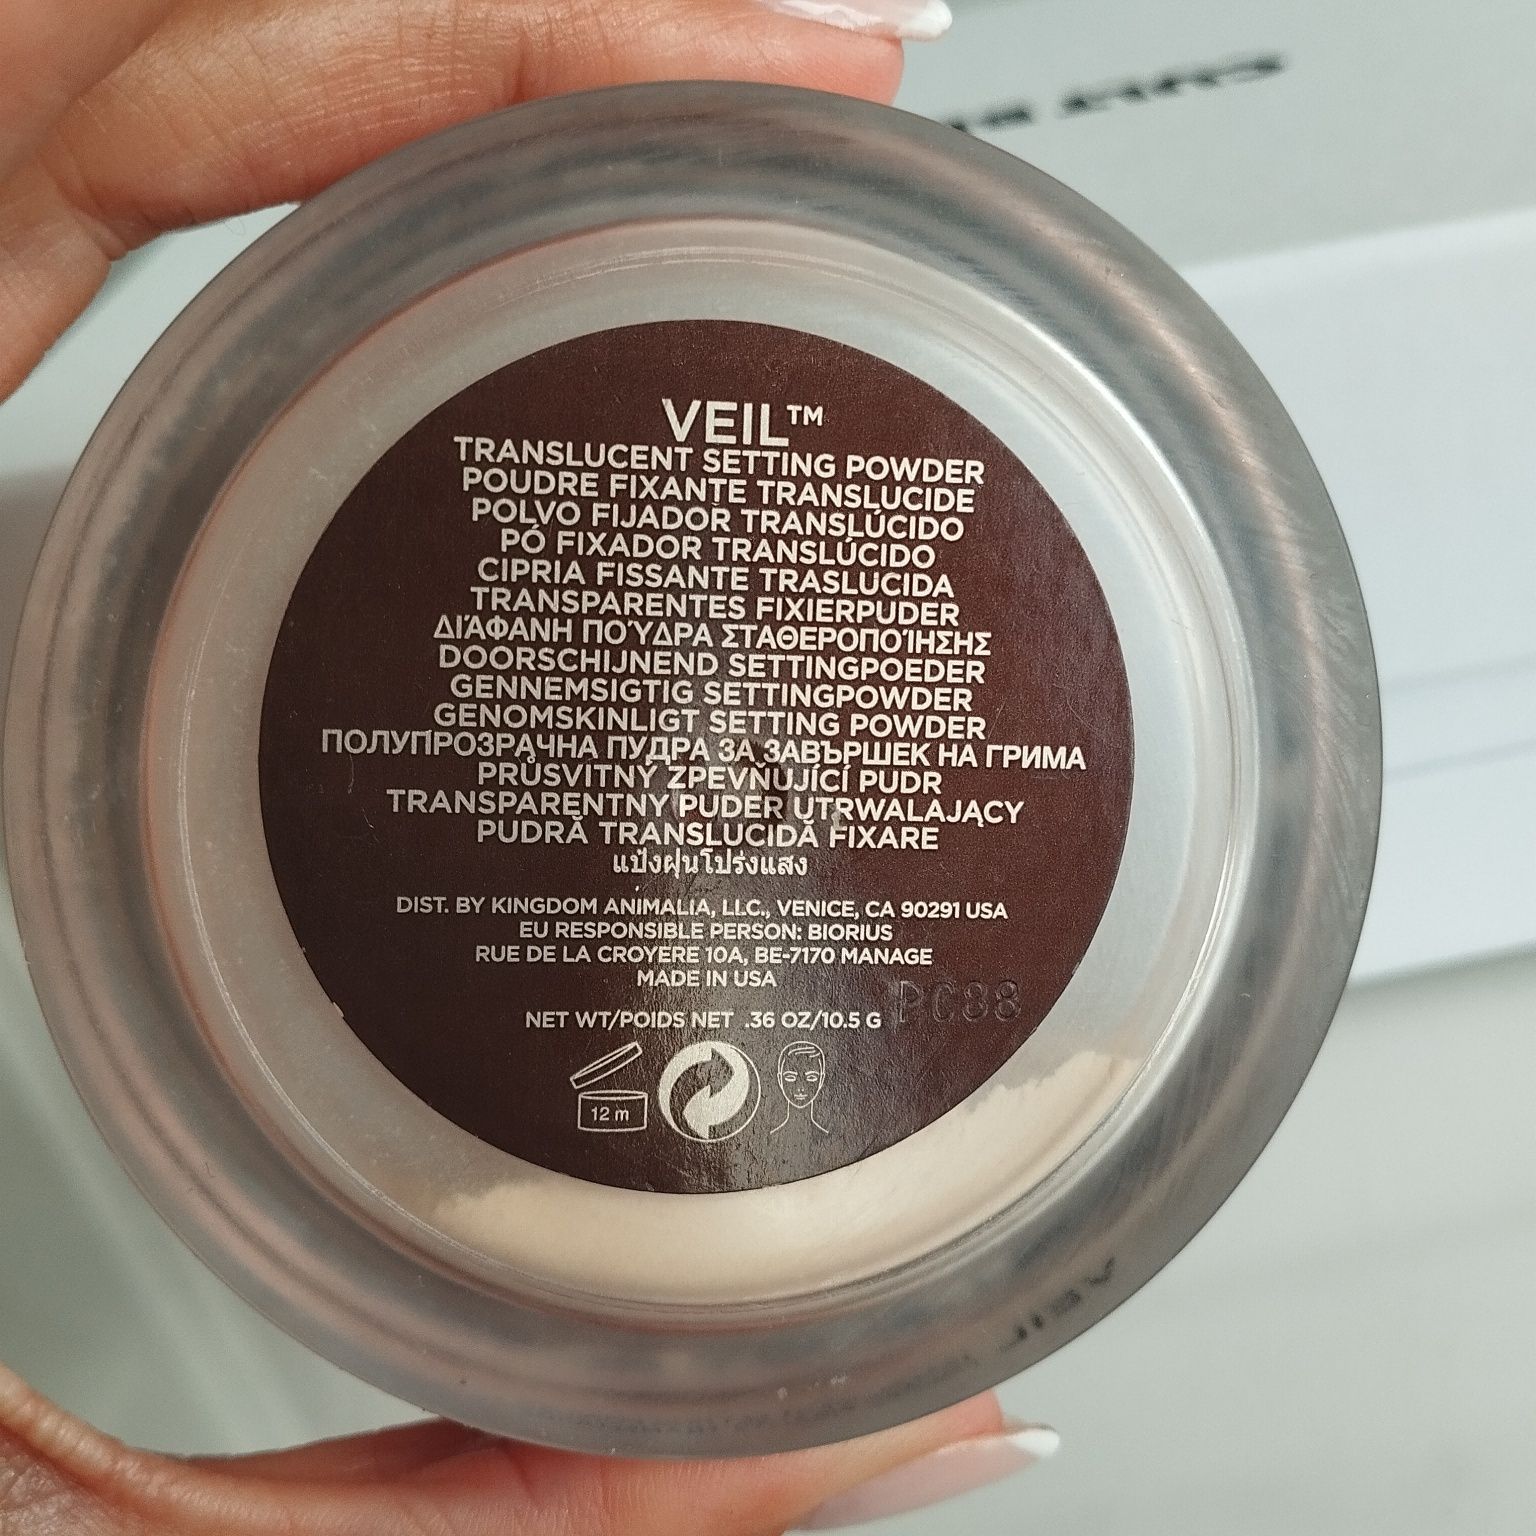 VEIL™
TRANSLUCENT SETTING POWDER
POUDRE FIXANTE TRANSLUCIDE
POLVO FIJADOR TRANSLÚCIDO
PÓ FIXADOR TRANSLÚCIDO
CIPRIA FISSANTE TRASLUCIDA
TRANSPARENTES FIXIERPUDER
ΔΙΆΦΑΝΗ ΠΟΎΔΡΑ ΣΤΑΘΕΡΟΠΟΊΗΣΗΣ
DOORSCHIJNEND SETTINGPOEDER
GENNEMSIGTIG SETTINGPOWDER
GENOMSKINLIGT SETTING POWDER
ПОЛУПРОЗРАЧНА ПУДРА ЗА ЗАВЪРШЕК НА ГРИМА
PRŮSVITNÝ ZPEVŇUJÍCÍ PUDR
TRANSPARENTNY PUDER UTRWALAJĄCY
PUDRĂ TRANSLUCIDĂ FIXARE
แป้งฝุ่นโปร่งแสง
DIST. BY KINGDOM ANIMALIA, LLC., VENICE, CA 90291 USA
EU RESPONSIBLE PERSON: BIORIUS
RUE DE LA CROYERE 10A, BE-7170 MANAGE
MADE IN USA
NET WT/POIDS NET .36 OZ/10.5 G
PC88
12 m
VEIL